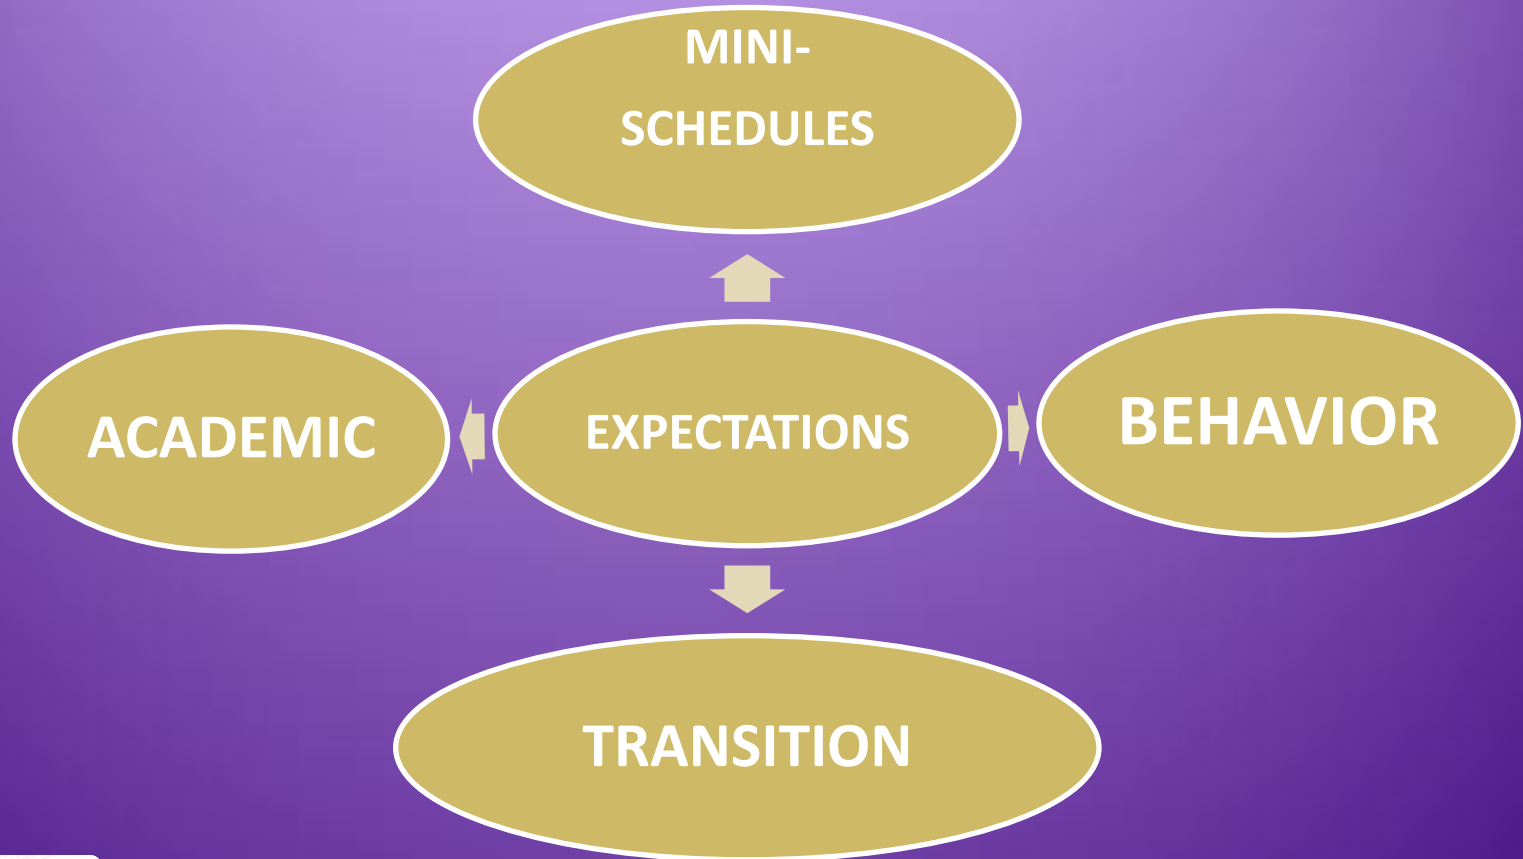 MINI-
SCHEDULES
ACADEMIC
EXPECTATIONS
BEHAVIOR
TRANSITION